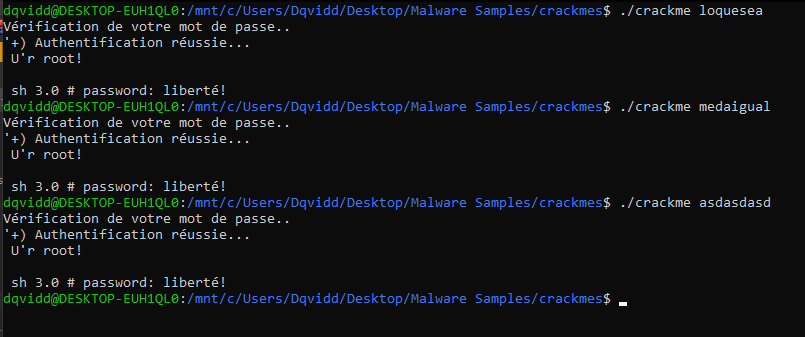 dqvidd@DESKTOP-EUH1QL0:/mnt/c/Users/Dqvidd/Desktop/Malware Samples/crackmes$ ./crackme loquesea
Vérification de votre mot de passe..
'+) Authentification réussie...
 U'r root!

 sh 3.0 # password: liberté!
dqvidd@DESKTOP-EUH1QL0:/mnt/c/Users/Dqvidd/Desktop/Malware Samples/crackmes$ ./crackme medaigual
Vérification de votre mot de passe..
'+) Authentification réussie...
 U'r root!

 sh 3.0 # password: liberté!
dqvidd@DESKTOP-EUH1QL0:/mnt/c/Users/Dqvidd/Desktop/Malware Samples/crackmes$ ./crackme asdasdasd
Vérification de votre mot de passe..
'+) Authentification réussie...
 U'r root!

 sh 3.0 # password: liberté!
dqvidd@DESKTOP-EUH1QL0:/mnt/c/Users/Dqvidd/Desktop/Malware Samples/crackmes$